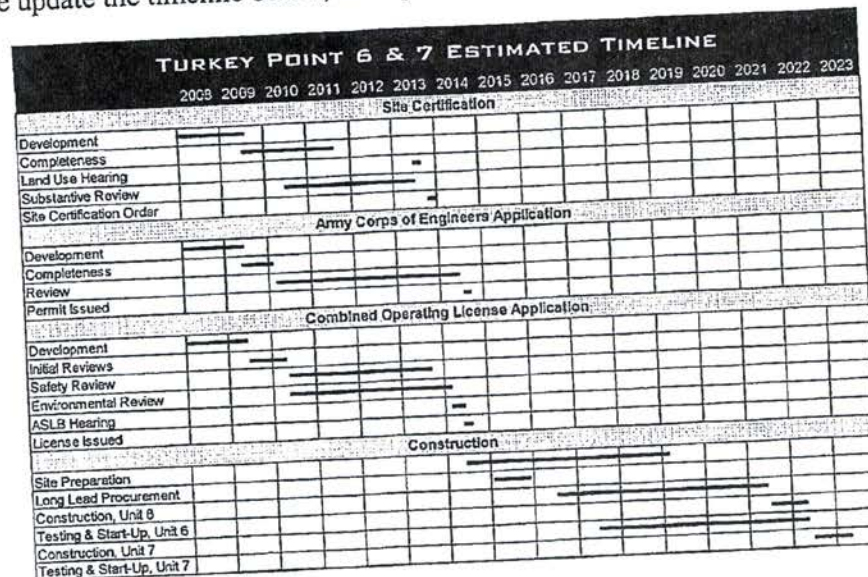 update the timeline
TURKEY POINT 6 & 7 ESTIMATED TIMELINE
2008 2009 2010 2011 2012 2013 2014 2015 2016 2017 2018 2019 2020 2021 2022 2023
Site Certification
Development
Completeness
Land Use Hearing
Substantive Review
Site Certification Order
Army Corps of Engineers Application
Development
Completeness
Review
Permit Issued
Combined Operating License Application
Development
Initial Reviews
Safety Review
Environmental Review
ASLB Hearing
License Issued
Construction
Site Preparation
Long Lead Procurement
Construction, Unit 6
Testing & Start-Up, Unit 6
Construction, Unit 7
Testing & Start-Up, Unit 7